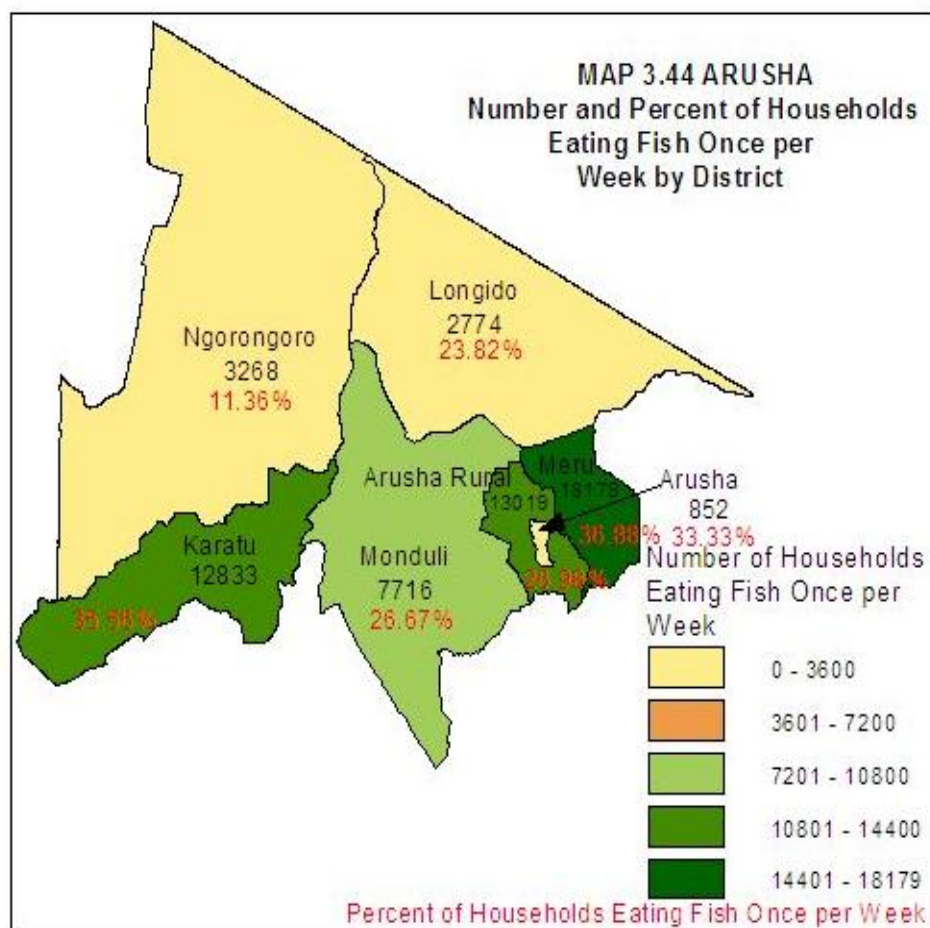 MAP 3.44 ARUSHA
Number and Percent of Households
Eating Fish Once per
Week by District
Longido
2774
23.82%
Ngorongoro
3268
11.36%
Arusha Rural
13019
Meru
18179
36.98%
Arusha
852
33.33%
Karatu
12833
Monduli
7716
26.67%
Number of Households
Eating Fish Once per
Week
0 - 3600
3601 - 7200
7201 - 10800
10801 - 14400
14401 - 18179
Percent of Households Eating Fish Once per Week